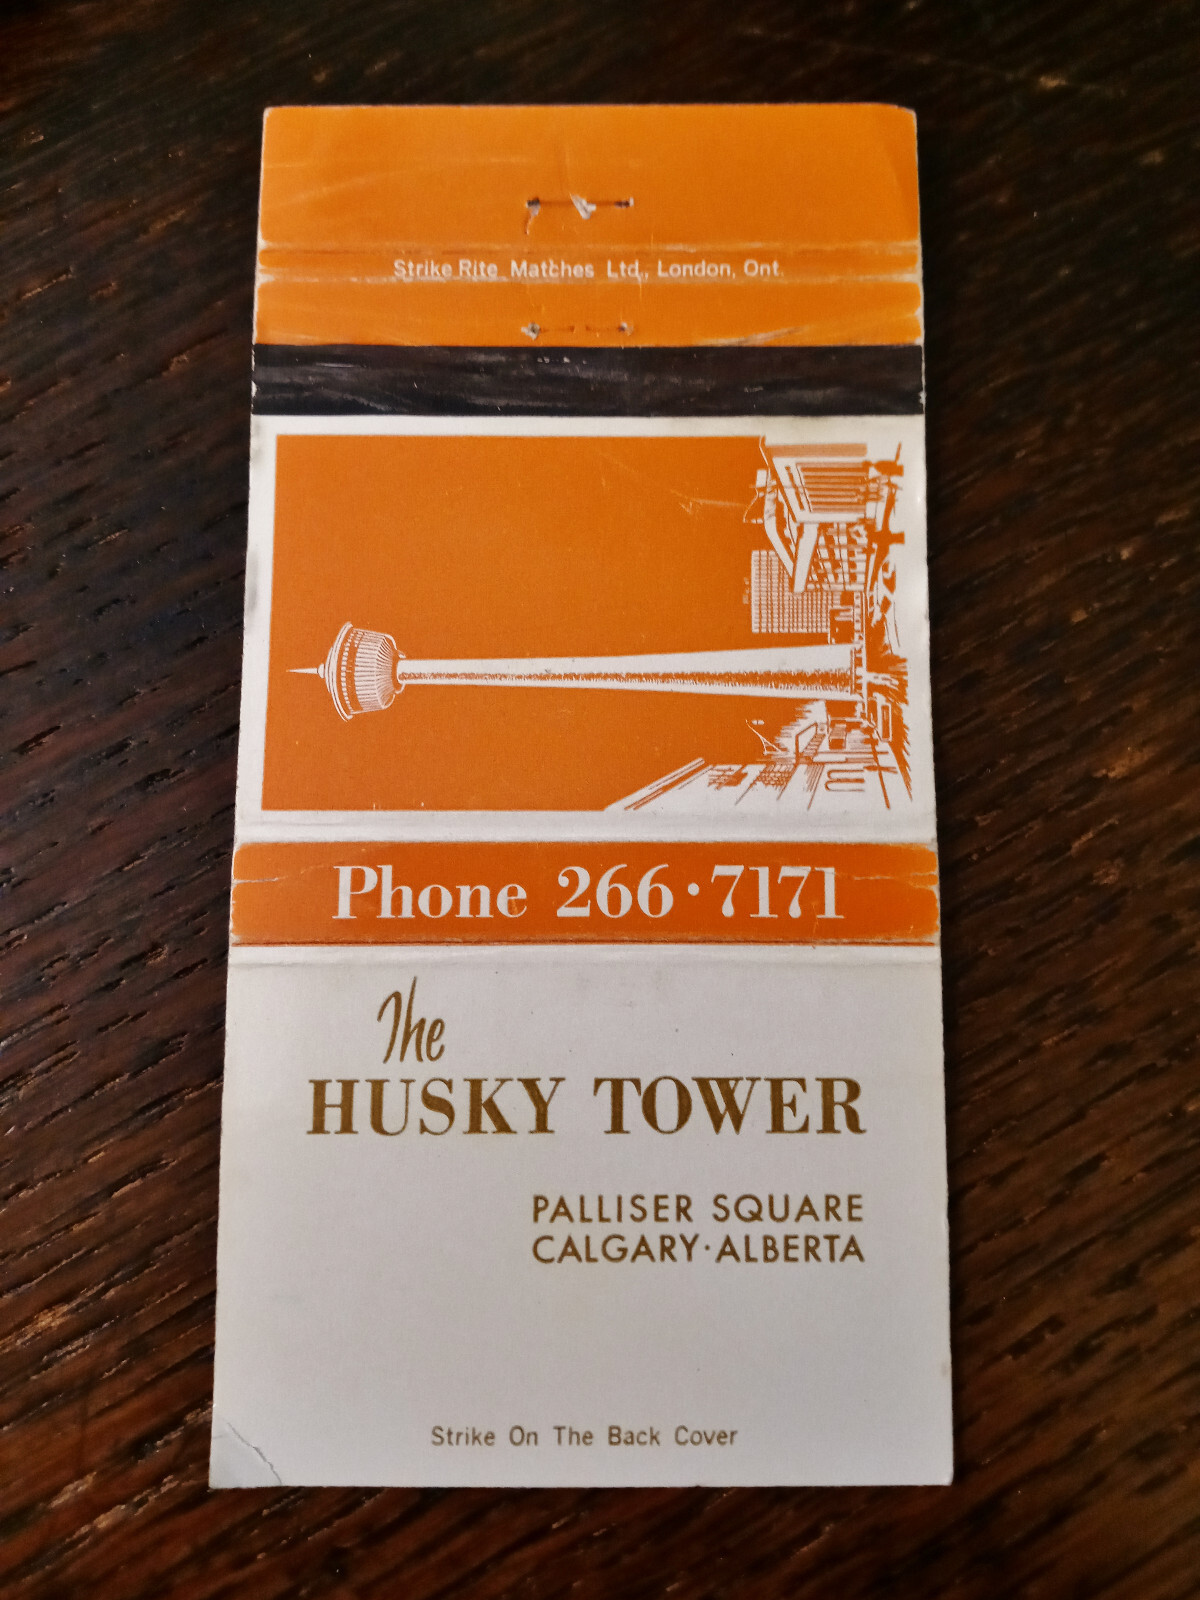 Strike Rite Matches Ltd., London, Ont.
Phone 266·7171
The
HUSKY TOWER
PALLISER SQUARE
CALGARY·ALBERTA
Strike On The Back Cover